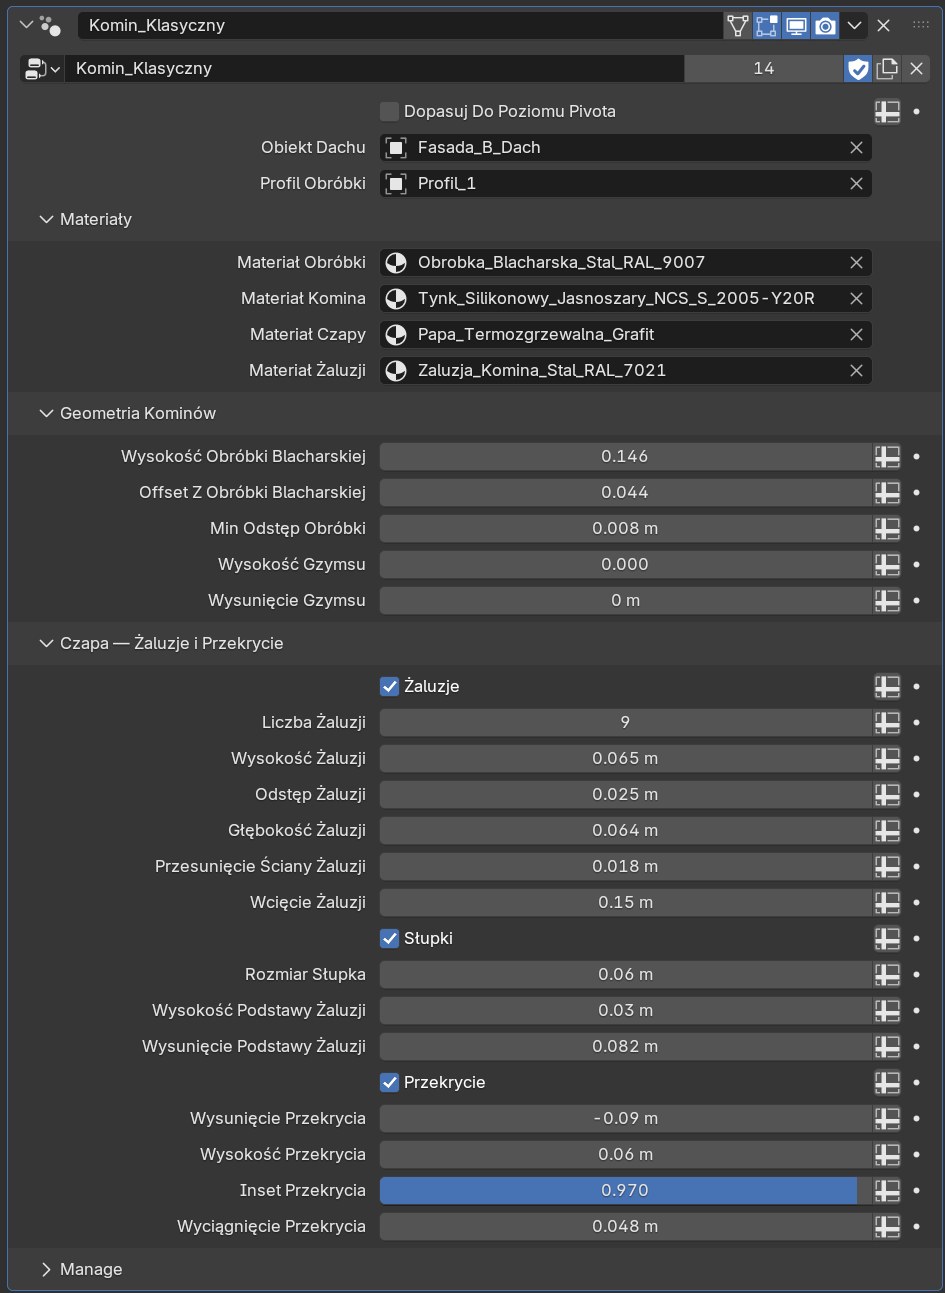 Komin_Klasyczny
Komin_Klasyczny 14
Dopasuj Do Poziomu Pivota
Obiekt Dachu Fasada_B_Dach
Profil Obróbki Profil_1
Materiały
Materiał Obróbki Obrobka_Blacharska_Stal_RAL_9007
Materiał Komina Tynk_Silikonowy_Jasnoszary_NCS_S_2005-Y20R
Materiał Czapy Papa_Termozgrzewalna_Grafit
Materiał Żaluzji Zaluzja_Komina_Stal_RAL_7021
Geometria Kominów
Wysokość Obróbki Blacharskiej 0.146
Offset Z Obróbki Blacharskiej 0.044
Min Odstęp Obróbki 0.008 m
Wysokość Gzymsu 0.000
Wysunięcie Gzymsu 0 m
Czapa — Żaluzje i Przekrycie
Żaluzje
Liczba Żaluzji 9
Wysokość Żaluzji 0.065 m
Odstęp Żaluzji 0.025 m
Głębokość Żaluzji 0.064 m
Przesunięcie Ściany Żaluzji 0.018 m
Wcięcie Żaluzji 0.15 m
Słupki
Rozmiar Słupka 0.06 m
Wysokość Podstawy Żaluzji 0.03 m
Wysunięcie Podstawy Żaluzji 0.082 m
Przekrycie
Wysunięcie Przekrycia -0.09 m
Wysokość Przekrycia 0.06 m
Inset Przekrycia 0.970
Wyciągnięcie Przekrycia 0.048 m
Manage